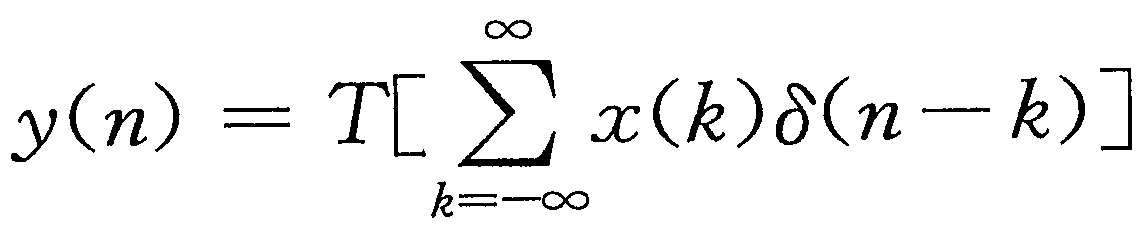 y(n) = T[∑_{k=-∞}^{∞} x(k)δ(n-k)]